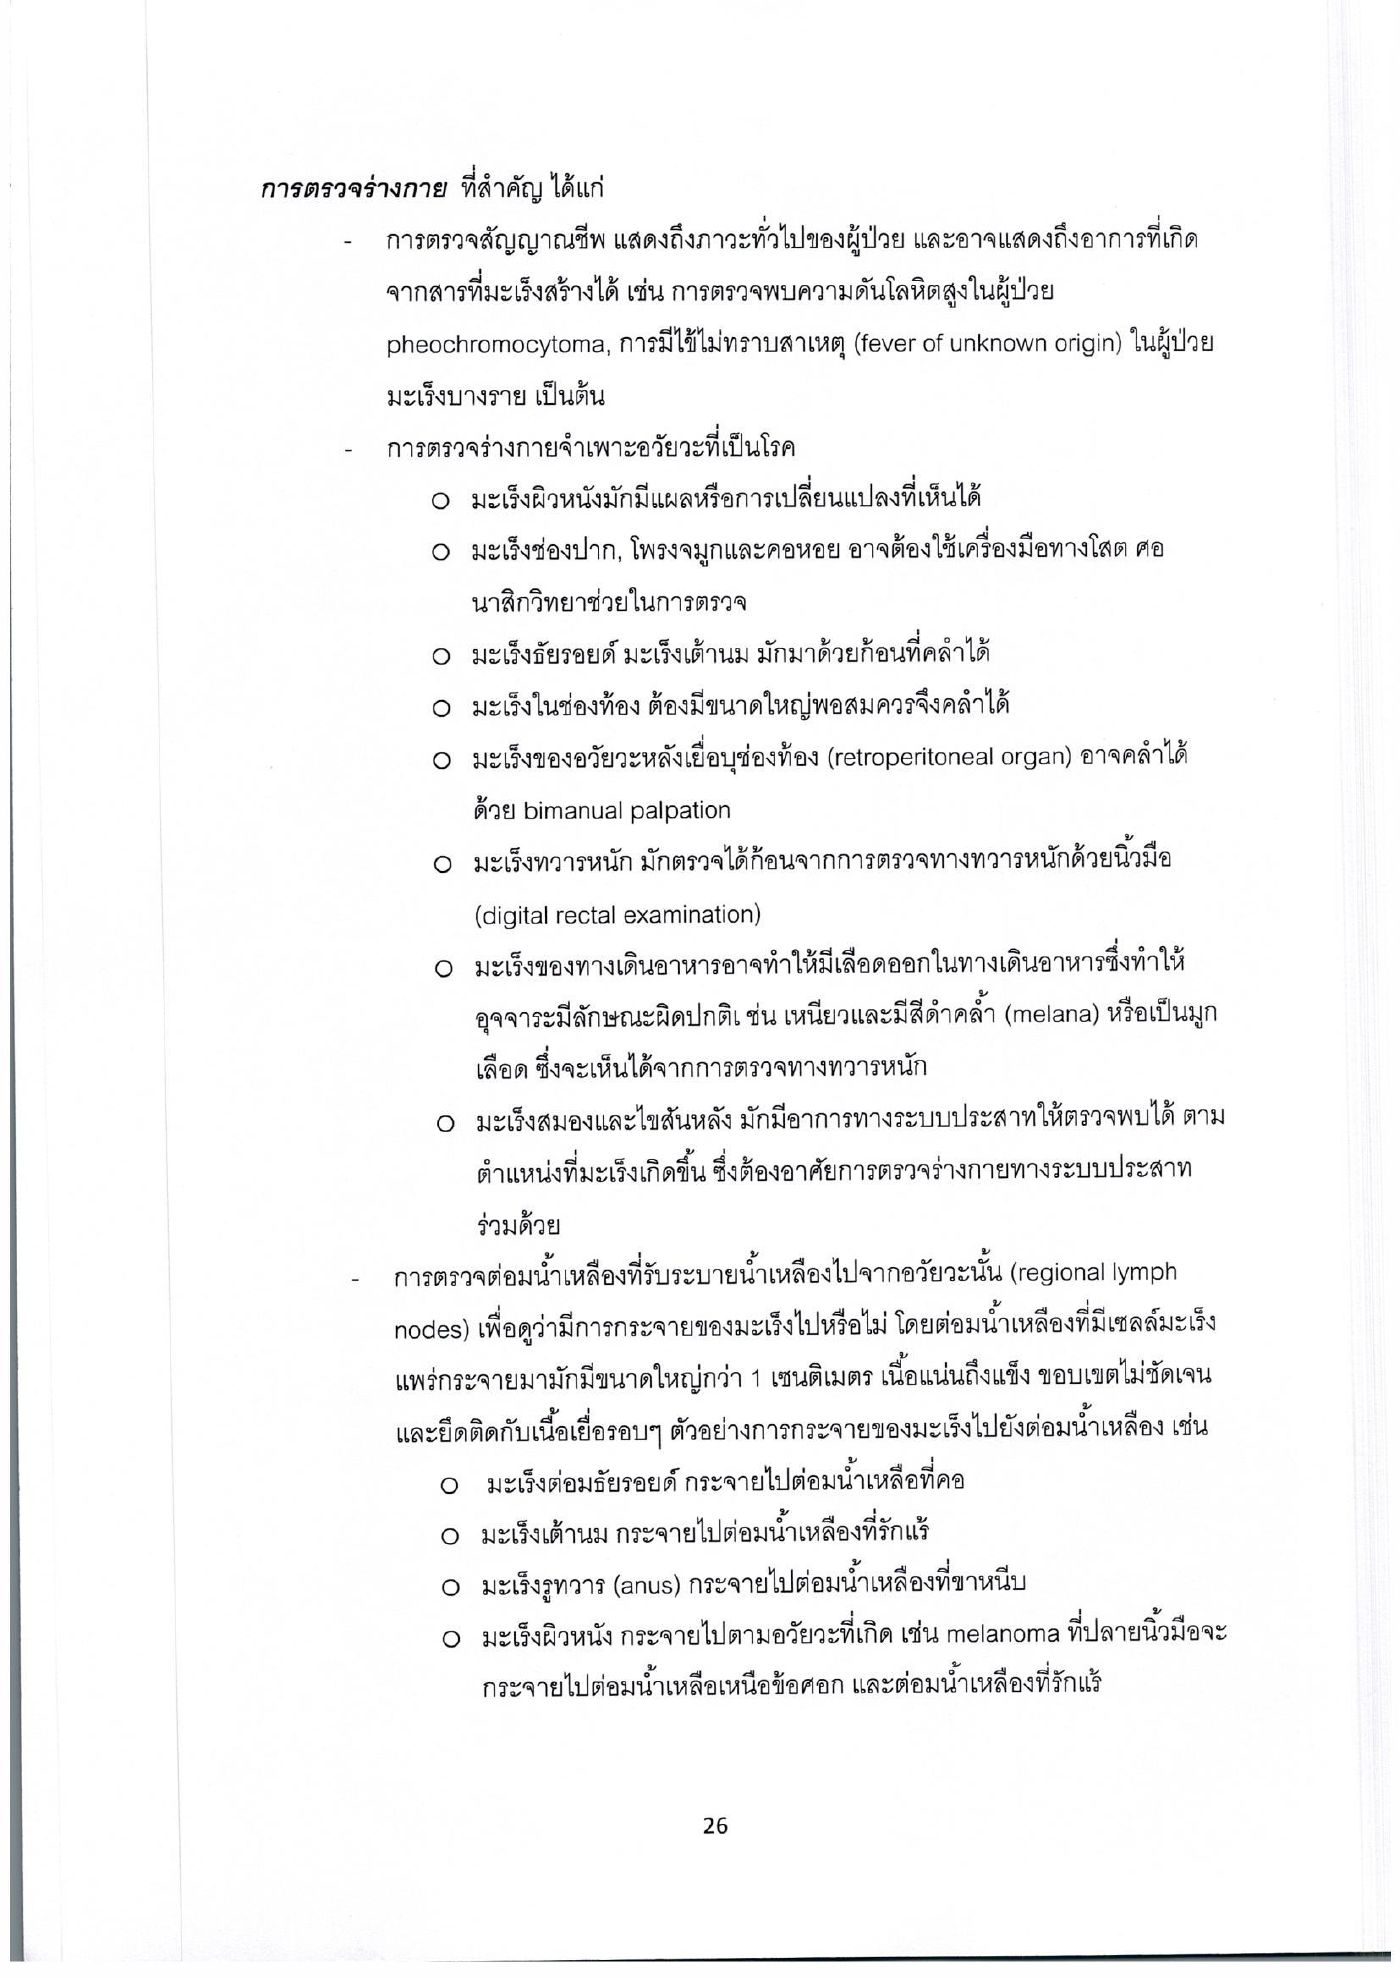 การตรวจร่างกาย ที่สำคัญ ได้แก่
- การตรวจสัญญาณชีพ แสดงถึงภาวะทั่วไปของผู้ป่วย และอาจแสดงถึงอาการที่เกิด
จากสารที่มะเร็งสร้างได้ เช่น การตรวจพบความดันโลหิตสูงในผู้ป่วย
pheochromocytoma, การมีไข้ไม่ทราบสาเหตุ (fever of unknown origin) ในผู้ป่วย
มะเร็งบางราย เป็นต้น
- การตรวจร่างกายจำเพาะอวัยวะที่เป็นโรค
O มะเร็งผิวหนังมักมีแผลหรือการเปลี่ยนแปลงที่เห็นได้
O มะเร็งช่องปาก, โพรงจมูกและคอหอย อาจต้องใช้เครื่องมือทางโสต ศอ
นาสิกวิทยาช่วยในการตรวจ
O มะเร็งธัยรอยด์ มะเร็งเต้านม มักมาด้วยก้อนที่คลำได้
O มะเร็งในช่องท้อง ต้องมีขนาดใหญ่พอสมควรจึงคลำได้
O มะเร็งของอวัยวะหลังเยื่อบุช่องท้อง (retroperitoneal organ) อาจคลำได้
ด้วย bimanual palpation
O มะเร็งทวารหนัก มักตรวจได้ก้อนจากการตรวจทางทวารหนักด้วยนิ้วมือ
(digital rectal examination)
O มะเร็งของทางเดินอาหารอาจทำให้มีเลือดออกในทางเดินอาหารซึ่งทำให้
อุจจาระมีลักษณะผิดปกติเ ช่น เหนียวและมีสีดำคล้ำ (melana) หรือเป็นมูก
เลือด ซึ่งจะเห็นได้จากการตรวจทางทวารหนัก
O มะเร็งสมองและไขสันหลัง มักมีอาการทางระบบประสาทให้ตรวจพบได้ ตาม
ตำแหน่งที่มะเร็งเกิดขึ้น ซึ่งต้องอาศัยการตรวจร่างกายทางระบบประสาท
ร่วมด้วย
- การตรวจต่อมน้ำเหลืองที่รับระบายน้ำเหลืองไปจากอวัยวะนั้น (regional lymph
nodes) เพื่อดูว่ามีการกระจายของมะเร็งไปหรือไม่ โดยต่อมน้ำเหลืองที่มีเซลล์มะเร็ง
แพร่กระจายมามักมีขนาดใหญ่กว่า 1 เซนติเมตร เนื้อแน่นถึงแข็ง ขอบเขตไม่ชัดเจน
และยึดติดกับเนื้อเยื่อรอบๆ ตัวอย่างการกระจายของมะเร็งไปยังต่อมน้ำเหลือง เช่น
O มะเร็งต่อมธัยรอยด์ กระจายไปต่อมน้ำเหลือที่คอ
O มะเร็งเต้านม กระจายไปต่อมน้ำเหลืองที่รักแร้
O มะเร็งรูทวาร (anus) กระจายไปต่อมน้ำเหลืองที่ขาหนีบ
O มะเร็งผิวหนัง กระจายไปตามอวัยวะที่เกิด เช่น melanoma ที่ปลายนิ้วมือจะ
กระจายไปต่อมน้ำเหลือเหนือข้อศอก และต่อมน้ำเหลืองที่รักแร้
26